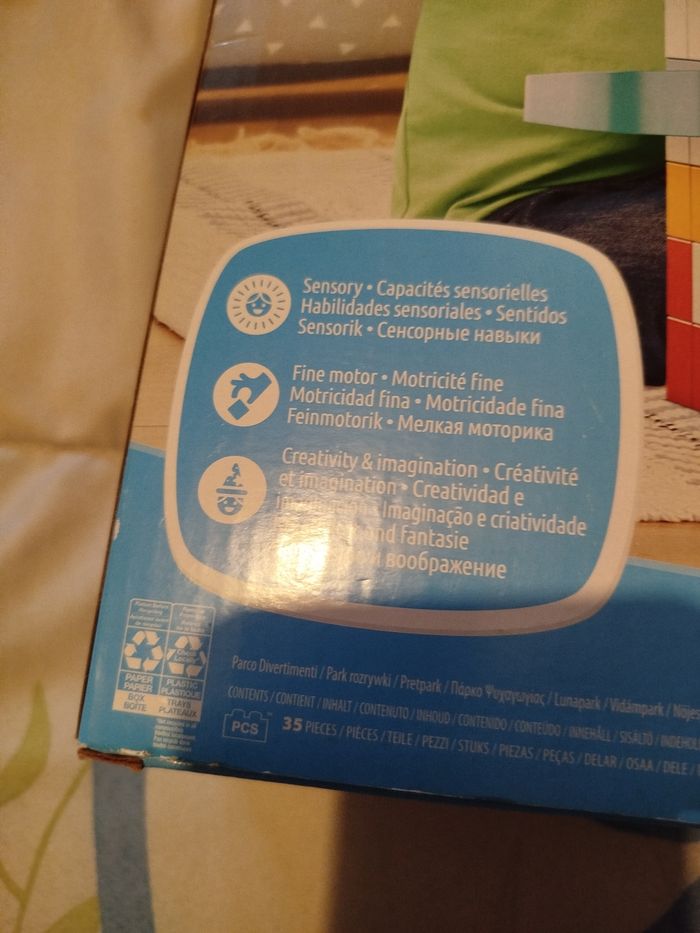 Sensory • Capacités sensorielles
Habilidades sensoriales • Sentidos
Sensorik • Сенсорные навыки
Fine motor • Motricité fine
Motricidad fina • Motricidade fina
Feinmotorik • Мелкая моторика
Creativity & imagination • Créativité
et imagination • Creatividad e
• Imaginação e criatividade
und fantasie
и воображение
PAPER
PAPIER
BOX
BOÎTE
Check
Locally
PLASTIC
PLASTIQUE
TRAYS
PLATEAUX
Parco Divertimenti / Park rozrywki / Pretpark / Πάρκο Ψυχαγωγίας / Lunapark / Vidámpark /
CONTENTS / CONTIENT / INHALT / CONTENUTO / INHOUD / CONTENIDO / CONTEÚDO / INNEHÅLL / SISÄLTÖ /
PCS
35 PIECES / PIÈCES / TEILE / PEZZI / STUKS / PIEZAS / PEÇAS / DELAR / OSAA / DELE /